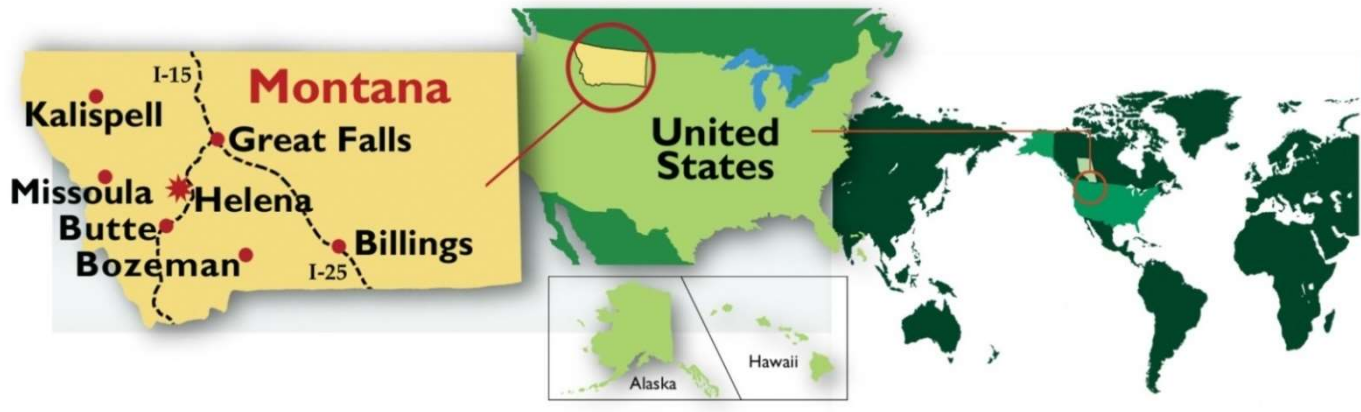 I-15
Montana
Kalispell
Great Falls
Missoula
Helena
Butte
Billings
Bozeman
I-25
United
States
Alaska
Hawaii